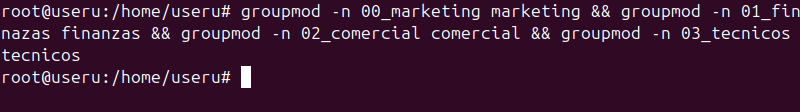 root@useru:/home/useru# groupmod -n 00_marketing marketing && groupmod -n 01_fin
nazas finanzas && groupmod -n 02_comercial comercial && groupmod -n 03_tecnicos
tecnicos
root@useru:/home/useru#